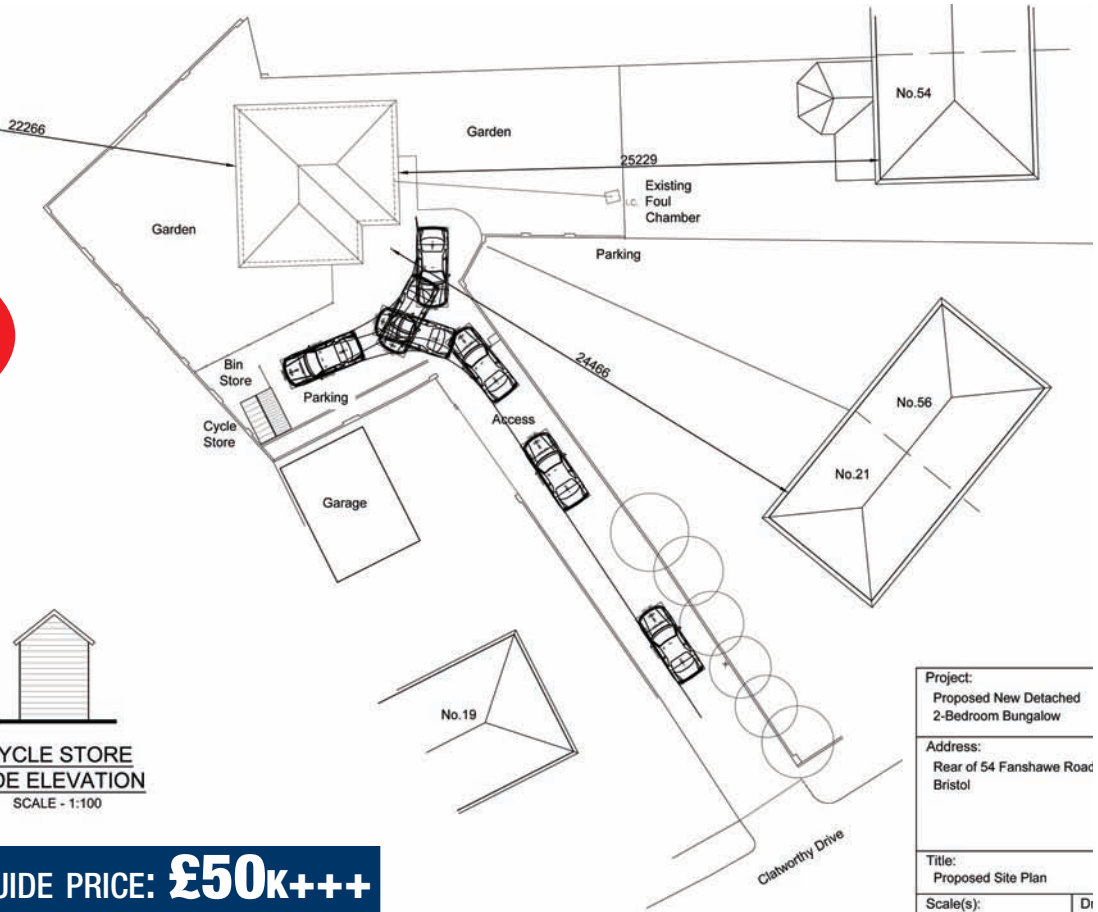 No.54
22266
Garden
25229
Existing
I.C. Foul
Chamber
Garden
Parking
24466
Bin
Store
Parking
Cycle
Store
Access
No.56
No.21
Garage
No.19
YCLE STORE
DE ELEVATION
SCALE - 1:100
Clatworthy Drive
Project:
Proposed New Detached
2-Bedroom Bungalow
Address:
Rear of 54 Fanshawe Road
Bristol
Title:
Proposed Site Plan
Scale(s):
Dr
UIDE PRICE: £50K+++